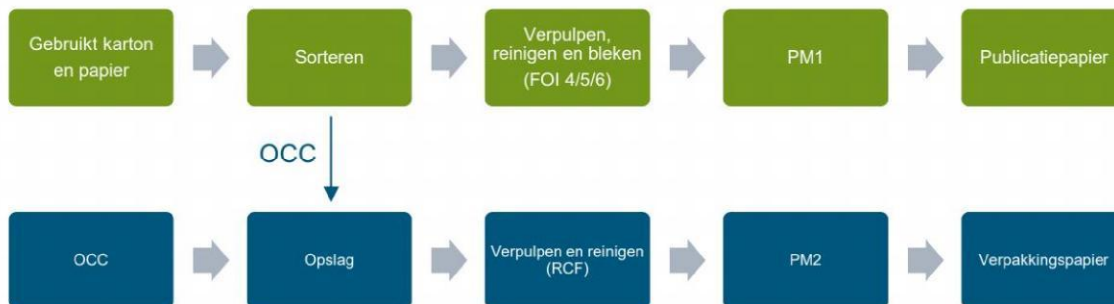 Gebruikt karton
en papier
Sorteren
Verpulpen,
reinigen en bleken
(FOI 4/5/6)
PM1
Publicatiepapier
OCC
OCC
Opslag
Verpulpen en reinigen
(RCF)
PM2
Verpakkingspapier